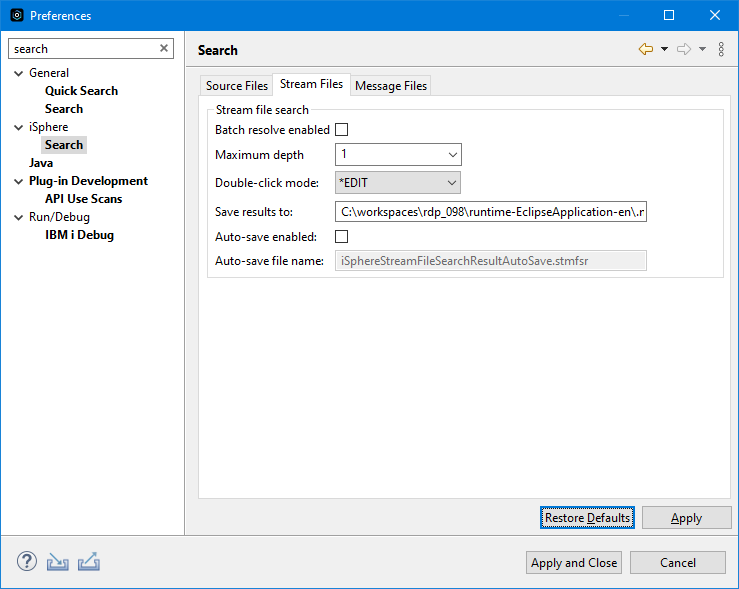 Preferences
search
General
Quick Search
Search
iSphere
Search
Java
Plug-in Development
API Use Scans
Run/Debug
IBM i Debug
Search
Source Files
Stream Files
Message Files
Stream file search
Batch resolve enabled
Maximum depth
1
Double-click mode:
*EDIT
Save results to:
C:\workspaces\rdp_098\runtime-EclipseApplication-en\.r
Auto-save enabled:
Auto-save file name:
iSphereStreamFileSearchResultAutoSave.stmfsr
Restore Defaults
Apply
?
Apply and Close
Cancel